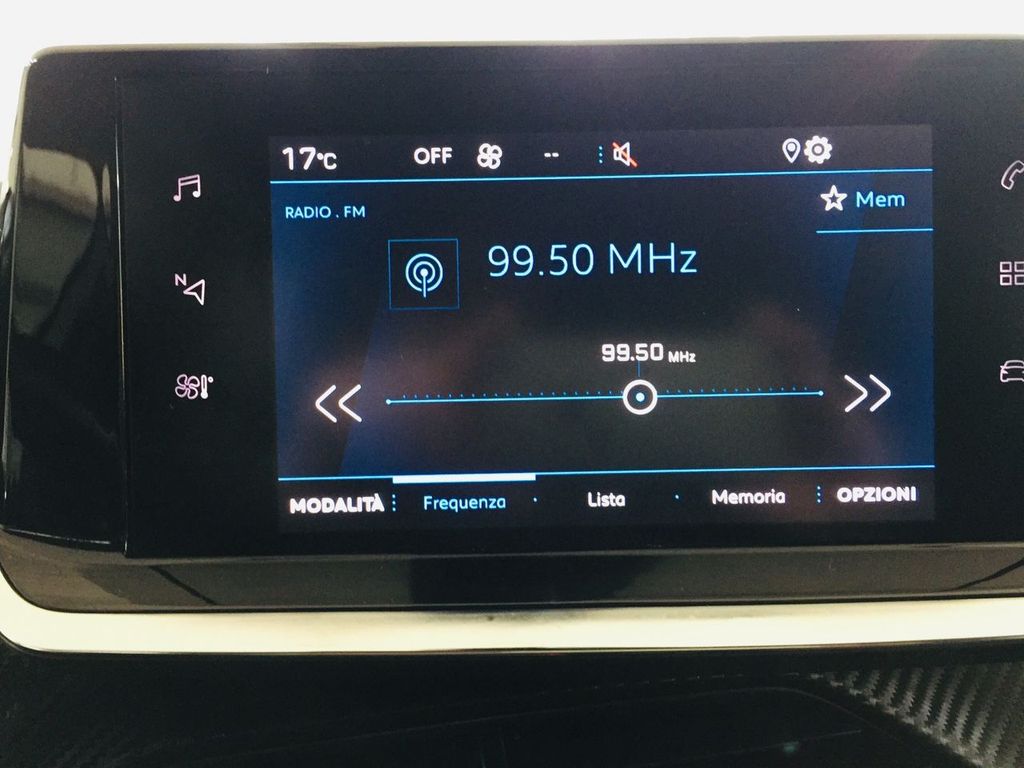 17°C OFF --
RADIO . FM
Mem
99.50 MHz
99.50 MHz
N
MODALITÀ Frequenza Lista Memoria OPZIONI